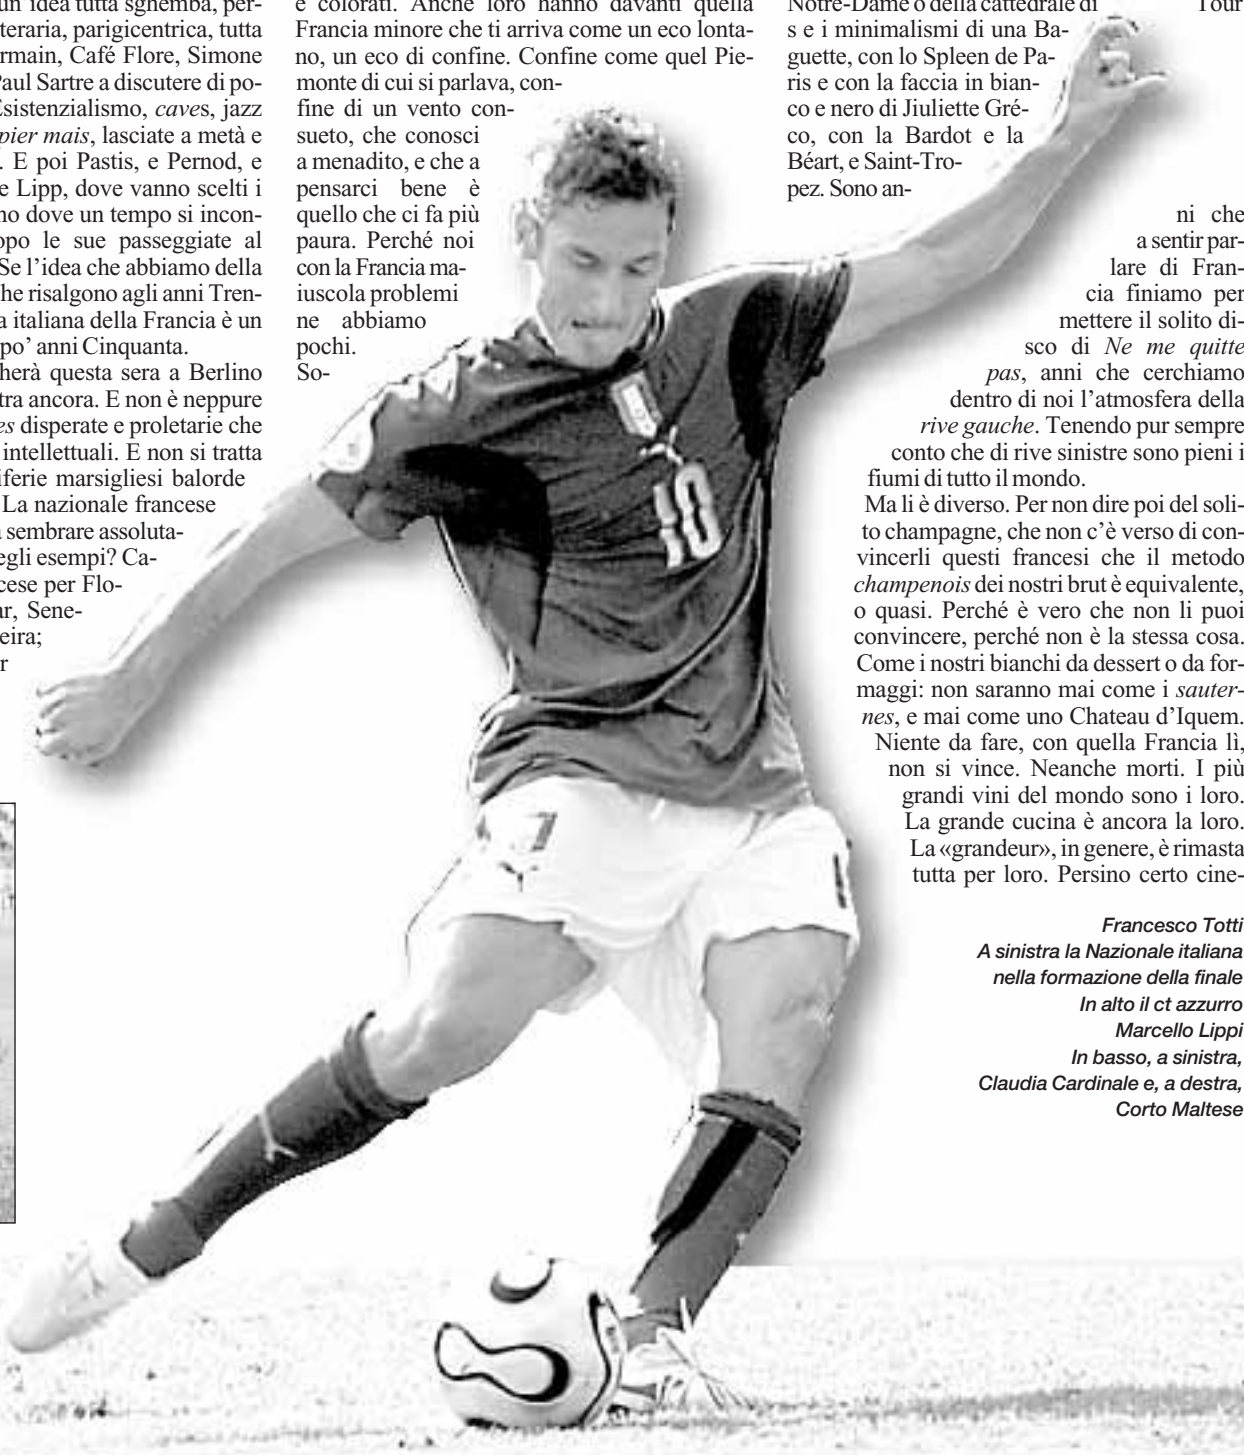 un'idea tutta sghemba, per-
teraria, parigicentrica, tutta
rmain, Café Flore, Simone
Paul Sartre a discutere di po-
Esistenzialismo, caves, jazz
pier mais, lasciate a metà e
. E poi Pastis, e Pernod, e
e Lipp, dove vanno scelti i
no dove un tempo si incon-
opo le sue passeggiate al
Se l'idea che abbiamo della
he risalgono agli anni Tren-
a italiana della Francia è un
po' anni Cinquanta.
herà questa sera a Berlino
tra ancora. E non è neppure
es disperate e proletarie che
intellettuali. E non si tratta
iferie marsigliesi balorde
La nazionale francese
a sembrare assoluta-
egli esempi? Ca-
cese per Flo-
ar, Sene-
eira;
r
e colorati. Anche loro hanno davanti quella
Francia minore che ti arriva come un eco lonta-
no, un eco di confine. Confine come quel Pie-
monte di cui si parlava, con-
fine di un vento con-
sueto, che conosci
a menadito, e che a
pensarci bene è
quello che ci fa più
paura. Perché noi
con la Francia ma-
iuscola problemi
ne abbiamo
pochi.
So-
Notre-Dame o della cattedrale di
s e i minimalismi di una Ba-
guette, con lo Spleen de Pa-
ris e con la faccia in bian-
co e nero di Jiuliette Gré-
co, con la Bardot e la
Béart, e Saint-Tro-
pez. Sono an-
Tour
ni che
a sentir par-
lare di Fran-
cia finiamo per
mettere il solito di-
sco di Ne me quitte
pas, anni che cerchiamo
dentro di noi l'atmosfera della
rive gauche. Tenendo pur sempre
conto che di rive sinistre sono pieni i
fiumi di tutto il mondo.
Ma li è diverso. Per non dire poi del soli-
to champagne, che non c'è verso di con-
vincerli questi francesi che il metodo
champenois dei nostri brut è equivalente,
o quasi. Perché è vero che non li puoi
convincere, perché non è la stessa cosa.
Come i nostri bianchi da dessert o da for-
maggi: non saranno mai come i sauter-
nes, e mai come uno Chateau d'Iquem.
Niente da fare, con quella Francia lì,
non si vince. Neanche morti. I più
grandi vini del mondo sono i loro.
La grande cucina è ancora la loro.
La «grandeur», in genere, è rimasta
tutta per loro. Persino certo cine-
10
Francesco Totti
A sinistra la Nazionale italiana
nella formazione della finale
In alto il ct azzurro
Marcello Lippi
In basso, a sinistra,
Claudia Cardinale e, a destra,
Corto Maltese